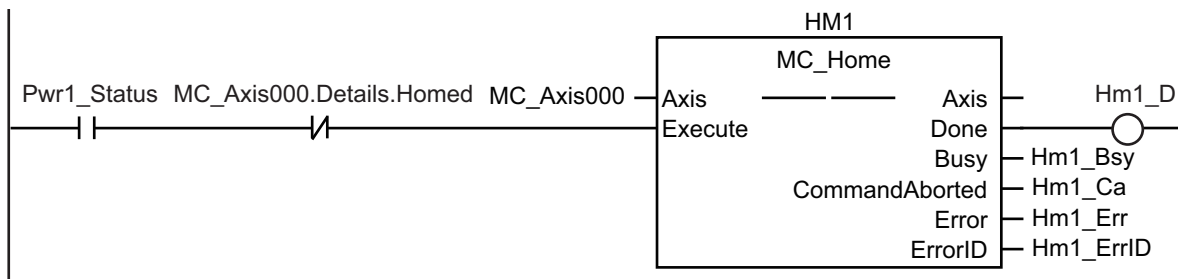 HM1
MC_Home
Pwr1_Status MC_Axis000.Details.Homed MC_Axis000 Axis Axis Hm1_D
Execute Done
Busy Hm1_Bsy
CommandAborted Hm1_Ca
Error Hm1_Err
ErrorID Hm1_ErrID